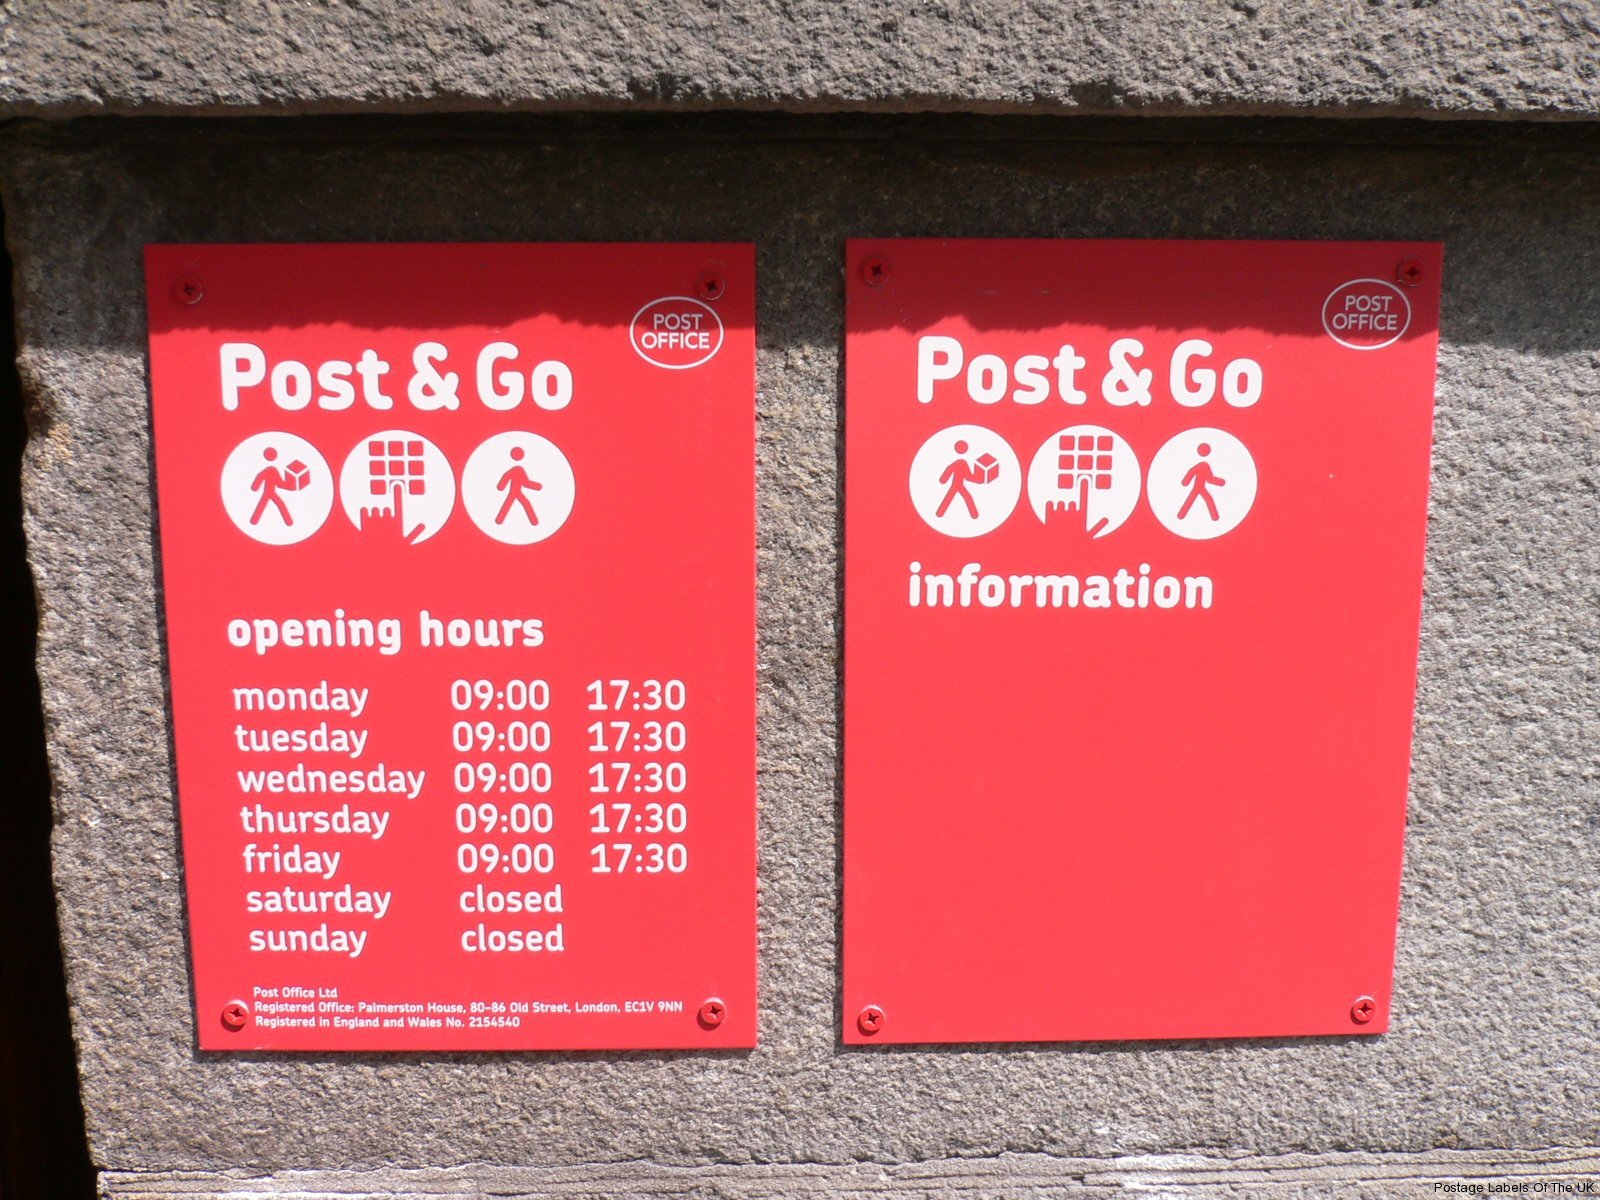 POST
OFFICE
Post & Go
opening hours
monday 09:00 17:30
tuesday 09:00 17:30
wednesday 09:00 17:30
thursday 09:00 17:30
friday 09:00 17:30
saturday closed
sunday closed
Post Office Ltd
Registered Office: Palmerston House, 80-86 Old Street, London, EC1V 9NN
Registered in England and Wales No. 2154540
POST
OFFICE
Post & Go
information
Postage Labels Of The UK